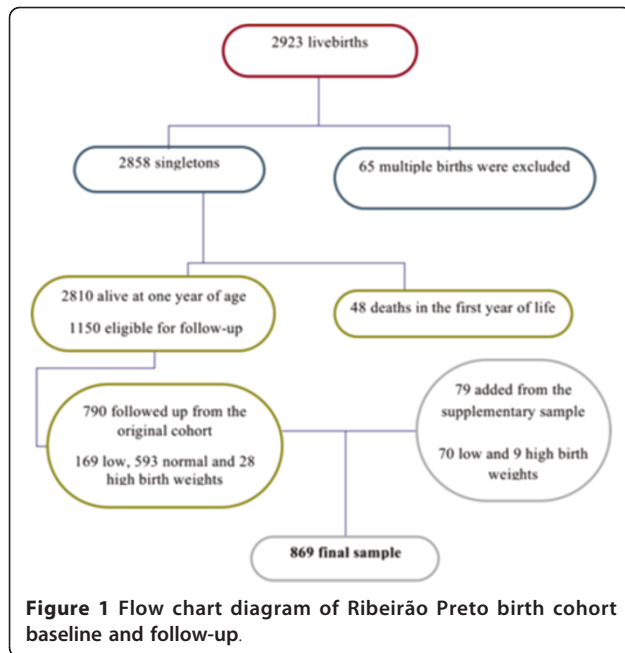 2923 livebirths
2858 singletons
65 multiple births were excluded
2810 alive at one year of age
1150 eligible for follow-up
48 deaths in the first year of life
790 followed up from the
original cohort
169 low, 593 normal and 28
high birth weights
79 added from the
supplementary sample
70 low and 9 high birth
weights
869 final sample
Figure 1 Flow chart diagram of Ribeirão Preto birth cohort
baseline and follow-up.